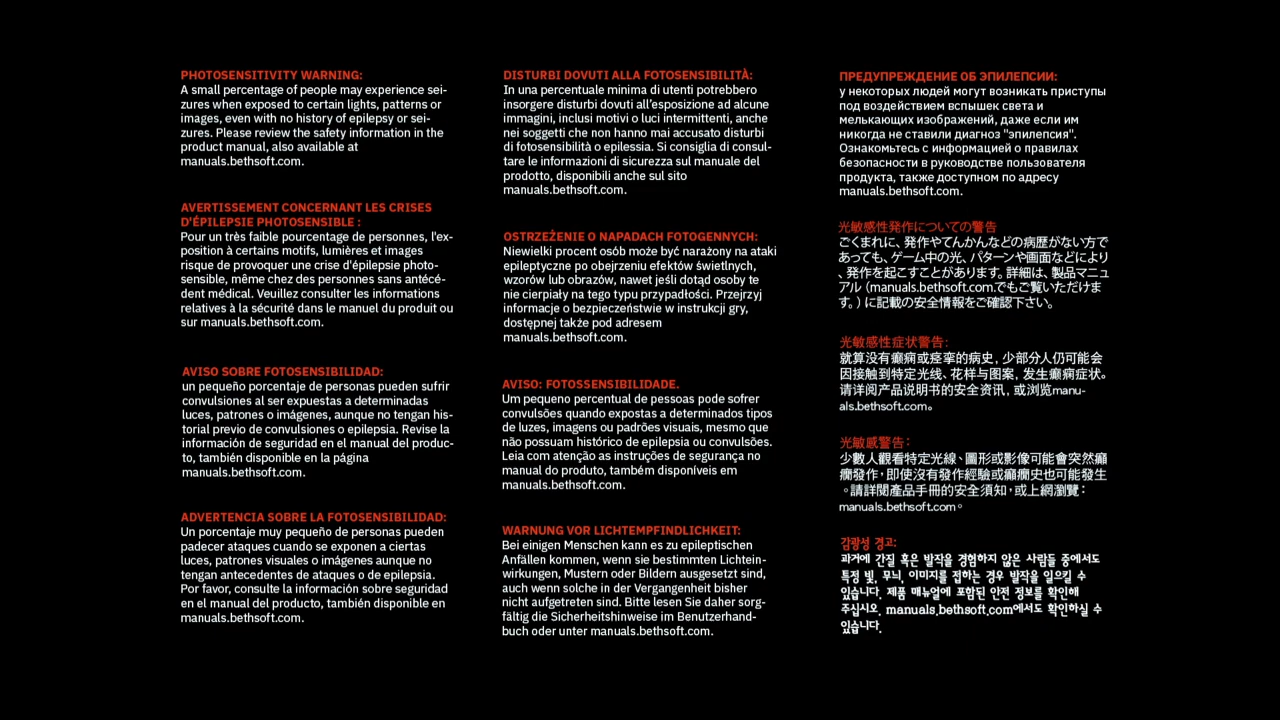 PHOTOSENSITIVITY WARNING:
A small percentage of people may experience sei-
zures when exposed to certain lights, patterns or
images, even with no history of epilepsy or sei-
zures. Please review the safety information in the
product manual, also available at
manuals.bethsoft.com.
AVERTISSEMENT CONCERNANT LES CRISES
D'ÉPILEPSIE PHOTOSENSIBLE :
Pour un très faible pourcentage de personnes, l'ex-
position à certains motifs, lumières et images
risque de provoquer une crise d'épilepsie photo-
sensible, même chez des personnes sans antécé-
dent médical. Veuillez consulter les informations
relatives à la sécurité dans le manuel du produit ou
sur manuals.bethsoft.com.
AVISO SOBRE FOTOSENSIBILIDAD:
un pequeño porcentaje de personas pueden sufrir
convulsiones al ser expuestas a determinadas
luces, patrones o imágenes, aunque no tengan his-
torial previo de convulsiones o epilepsia. Revise la
información de seguridad en el manual del produc-
to, también disponible en la página
manuals.bethsoft.com.
ADVERTENCIA SOBRE LA FOTOSENSIBILIDAD:
Un porcentaje muy pequeño de personas pueden
padecer ataques cuando se exponen a ciertas
luces, patrones visuales o imágenes aunque no
tengan antecedentes de ataques o de epilepsia.
Por favor, consulte la información sobre seguridad
en el manual del producto, también disponible en
manuals.bethsoft.com.
DISTURBI DOVUTI ALLA FOTOSENSIBILITÀ:
In una percentuale minima di utenti potrebbero
insorgere disturbi dovuti all'esposizione ad alcune
immagini, inclusi motivi o luci intermittenti, anche
nei soggetti che non hanno mai accusato disturbi
di fotosensibilità o epilessia. Si consiglia di consul-
tare le informazioni di sicurezza sul manuale del
prodotto, disponibili anche sul sito
manuals.bethsoft.com.
OSTRZEŻENIE O NAPADACH FOTOGENNYCH:
Niewielki procent osób może być narażony na ataki
epileptyczne po obejrzeniu efektów świetlnych,
wzorów lub obrazów, nawet jeśli dotąd osoby te
nie cierpiały na tego typu przypadłości. Przejrzyj
informacje o bezpieczeństwie w instrukcji gry,
dostępnej także pod adresem
manuals.bethsoft.com.
AVISO: FOTOSSENSIBILIDADE.
Um pequeno percentual de pessoas pode sofrer
convulsões quando expostas a determinados tipos
de luzes, imagens ou padrões visuais, mesmo que
não possuam histórico de epilepsia ou convulsões.
Leia com atenção as instruções de segurança no
manual do produto, também disponíveis em
manuals.bethsoft.com.
WARNUNG VOR LICHTEMPFINDLICHKEIT:
Bei einigen Menschen kann es zu epileptischen
Anfällen kommen, wenn sie bestimmten Lichtein-
wirkungen, Mustern oder Bildern ausgesetzt sind,
auch wenn solche in der Vergangenheit bisher
nicht aufgetreten sind. Bitte lesen Sie daher sorg-
fältig die Sicherheitshinweise im Benutzerhand-
buch oder unter manuals.bethsoft.com.
ПРЕДУПРЕЖДЕНИЕ ОБ ЭПИЛЕПСИИ:
у некоторых людей могут возникать приступы
под воздействием вспышек света и
мелькающих изображений, даже если им
никогда не ставили диагноз "эпилепсия".
Ознакомьтесь с информацией о правилах
безопасности в руководстве пользователя
продукта, также доступном по адресу
manuals.bethsoft.com.
光敏感性発作についての警告
ごくまれに、発作やてんかんなどの病歴がない方で
あっても、ゲーム中の光、パターンや画面などにより
、発作を起こすことがあります。詳細は、製品マニュ
アル（manuals.bethsoft.comでもご覧いただけま
す。）に記載の安全情報をご確認下さい。
光敏感性症状警告：
就算没有癫痫或痉挛的病史，少部分人仍可能会
因接触到特定光线、花样与图案，发生癫痫症状。
请详阅产品说明书的安全资讯，或浏览manu-
als.bethsoft.com。
光敏感警告：
少數人觀看特定光線、圖形或影像可能會突然癲
癇發作，即使沒有發作經驗或癲癇史也可能發生
。請詳閱產品手冊的安全須知，或上網瀏覽：
manuals.bethsoft.com。
감광성 경고:
과거에 간질 혹은 발작을 경험하지 않은 사람들 중에서도
특정 빛, 무늬, 이미지를 접하는 경우 발작을 일으킬 수
있습니다. 제품 매뉴얼에 포함된 안전 정보를 확인해
주십시오. manuals.bethsoft.com에서도 확인하실 수
있습니다.